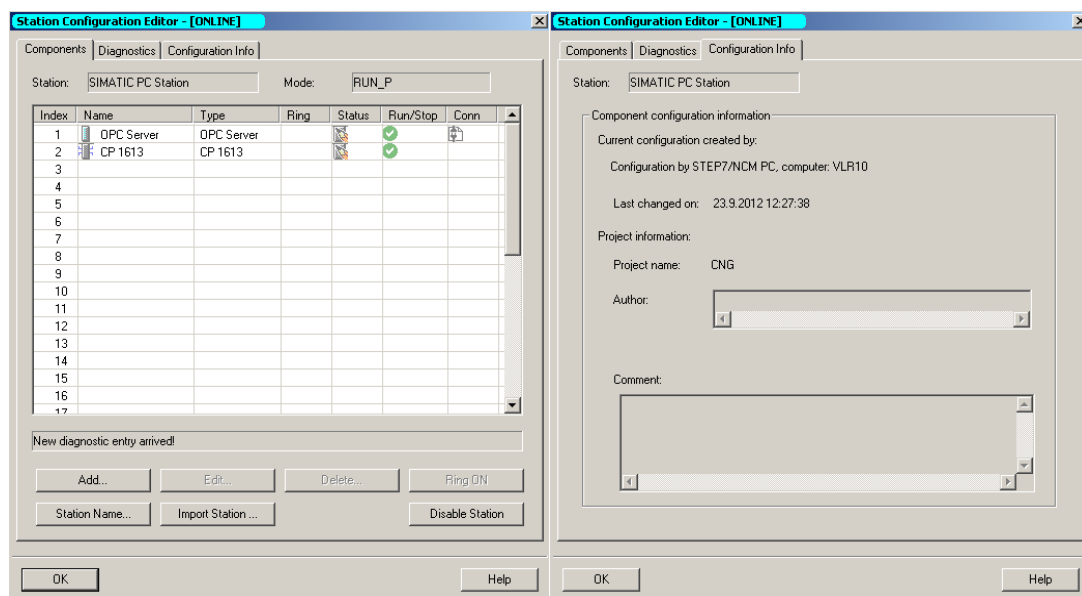 Station Configuration Editor - [ONLINE]
Components Diagnostics Configuration Info
Station: SIMATIC PC Station Mode: RUN_P
Index Name Type Ring Status Run/Stop Conn
1 OPC Server OPC Server
2 CP 1613 CP 1613
3
4
5
6
7
8
9
10
11
12
13
14
15
16
17
New diagnostic entry arrived!
Add... Edit... Delete... Ring ON
Station Name... Import Station ... Disable Station
OK Help
Station Configuration Editor - [ONLINE]
Components Diagnostics Configuration Info
Station: SIMATIC PC Station
Component configuration information
Current configuration created by:
Configuration by STEP7/NCM PC, computer: VLR10
Last changed on: 23.9.2012 12:27:38
Project information:
Project name: CNG
Author:
Comment:
OK Help